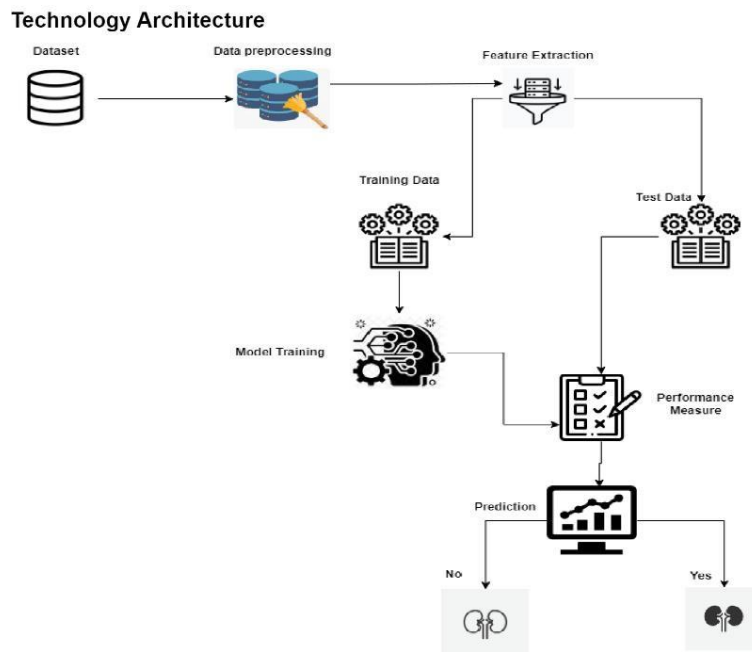 Technology Architecture
Dataset
Data preprocessing
Feature Extraction
Training Data
Test Data
Model Training
Performance
Measure
Prediction
No
Yes